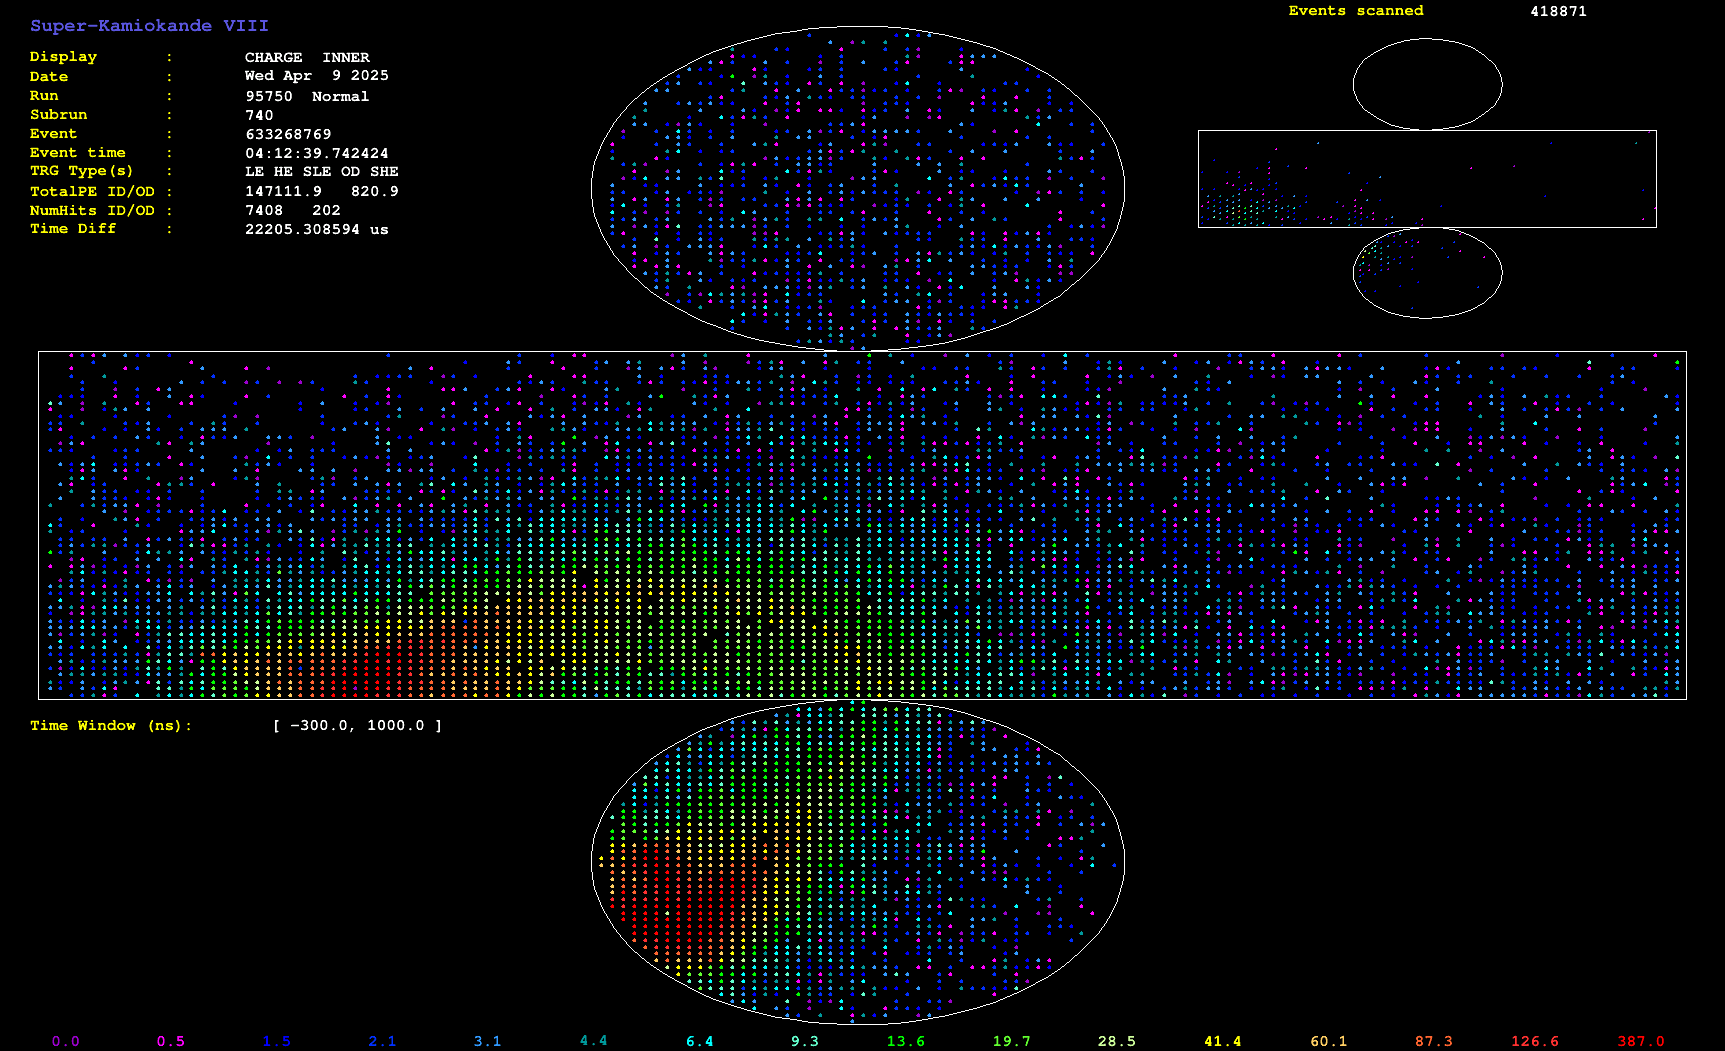 Super-Kamiokande VIII
Events scanned 418871
Display : CHARGE INNER
Date : Wed Apr 9 2025
Run : 95750 Normal
Subrun : 740
Event : 633268769
Event time : 04:12:39.742424
TRG Type(s) : LE HE SLE OD SHE
TotalPE ID/OD : 147111.9 820.9
NumHits ID/OD : 7408 202
Time Diff : 22205.308594 us
Time Window (ns): [ -300.0, 1000.0 ]
0.0 0.5 1.5 2.1 3.1 4.4 6.4 9.3 13.6 19.7 28.5 41.4 60.1 87.3 126.6 387.0